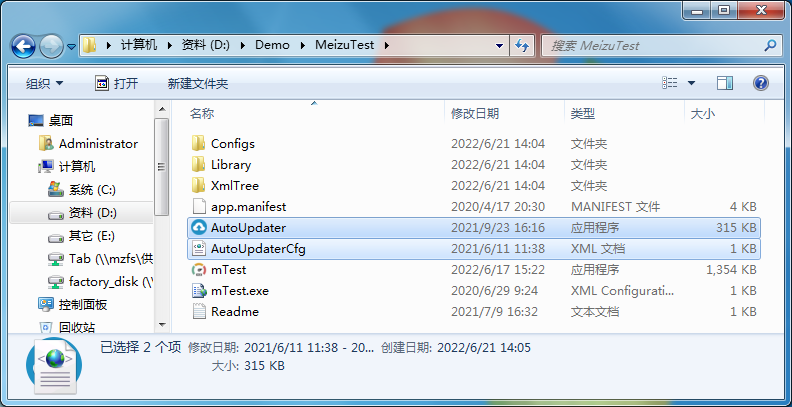 计算机 资料 (D:) Demo MeizuTest
搜索 MeizuTest
组织 打开 新建文件夹
名称 修改日期 类型 大小
桌面
Administrator
计算机
系统 (C:)
资料 (D:)
其它 (E:)
Tab (\\mzfs\供
factory_disk (\\
控制面板
回收站
Configs 2022/6/21 14:04 文件夹
Library 2022/6/21 14:04 文件夹
XmlTree 2022/6/21 14:04 文件夹
app.manifest 2020/4/17 20:30 MANIFEST 文件 4 KB
AutoUpdater 2021/9/23 16:16 应用程序 315 KB
AutoUpdaterCfg 2021/6/11 11:38 XML 文档 1 KB
mTest 2022/6/17 15:22 应用程序 1,354 KB
mTest.exe 2020/6/29 9:24 XML Configurati... 1 KB
Readme 2021/7/9 16:32 文本文档 1 KB
已选择 2 个项 修改日期: 2021/6/11 11:38 - 20... 创建日期: 2022/6/21 14:05
大小: 315 KB